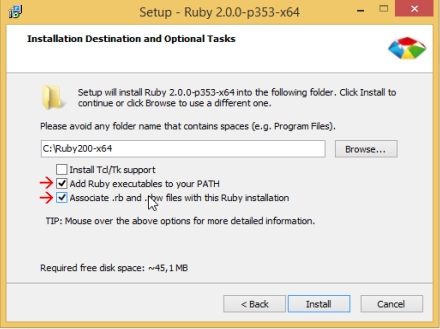 Setup - Ruby 2.0.0-p353-x64
Installation Destination and Optional Tasks
Setup will install Ruby 2.0.0-p353-x64 into the following folder. Click Install to
continue or click Browse to use a different one.
Please avoid any folder name that contains spaces (e.g. Program Files).
C:\Ruby200-x64
Browse...
Install Tcl/Tk support
Add Ruby executables to your PATH
Associate .rb and .rbw files with this Ruby installation
TIP: Mouse over the above options for more detailed information.
Required free disk space: ~45,1 MB
< Back
Install
Cancel